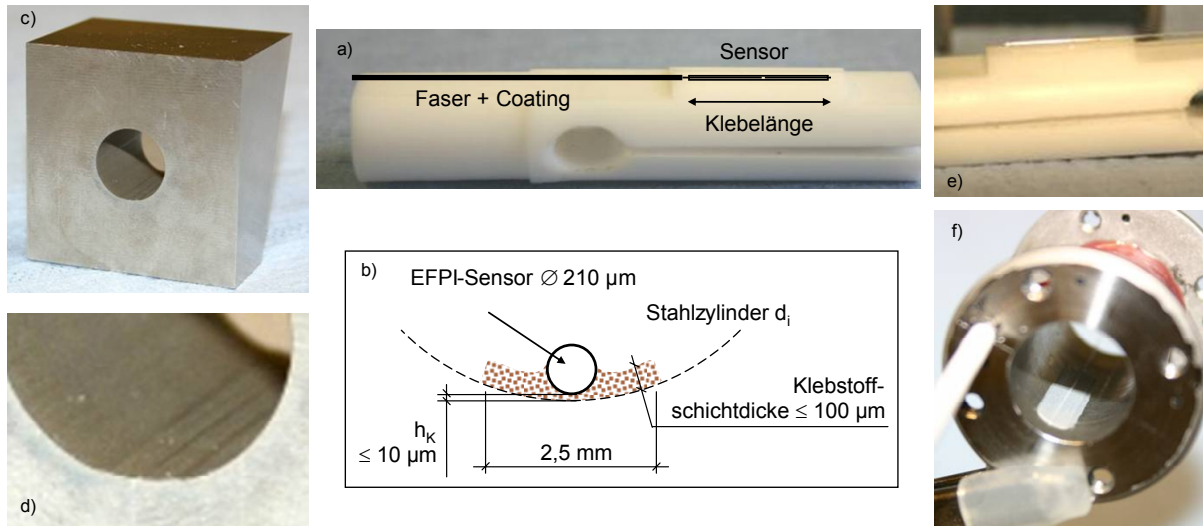 c)
a)
Sensor
Faser + Coating
Klebelänge
e)
b)
EFPI-Sensor ∅ 210 µm
Stahlzylinder dᵢ
Klebstoff-
schichtdicke ≤ 100 µm
h_K
≤ 10 µm
2,5 mm
d)
f)